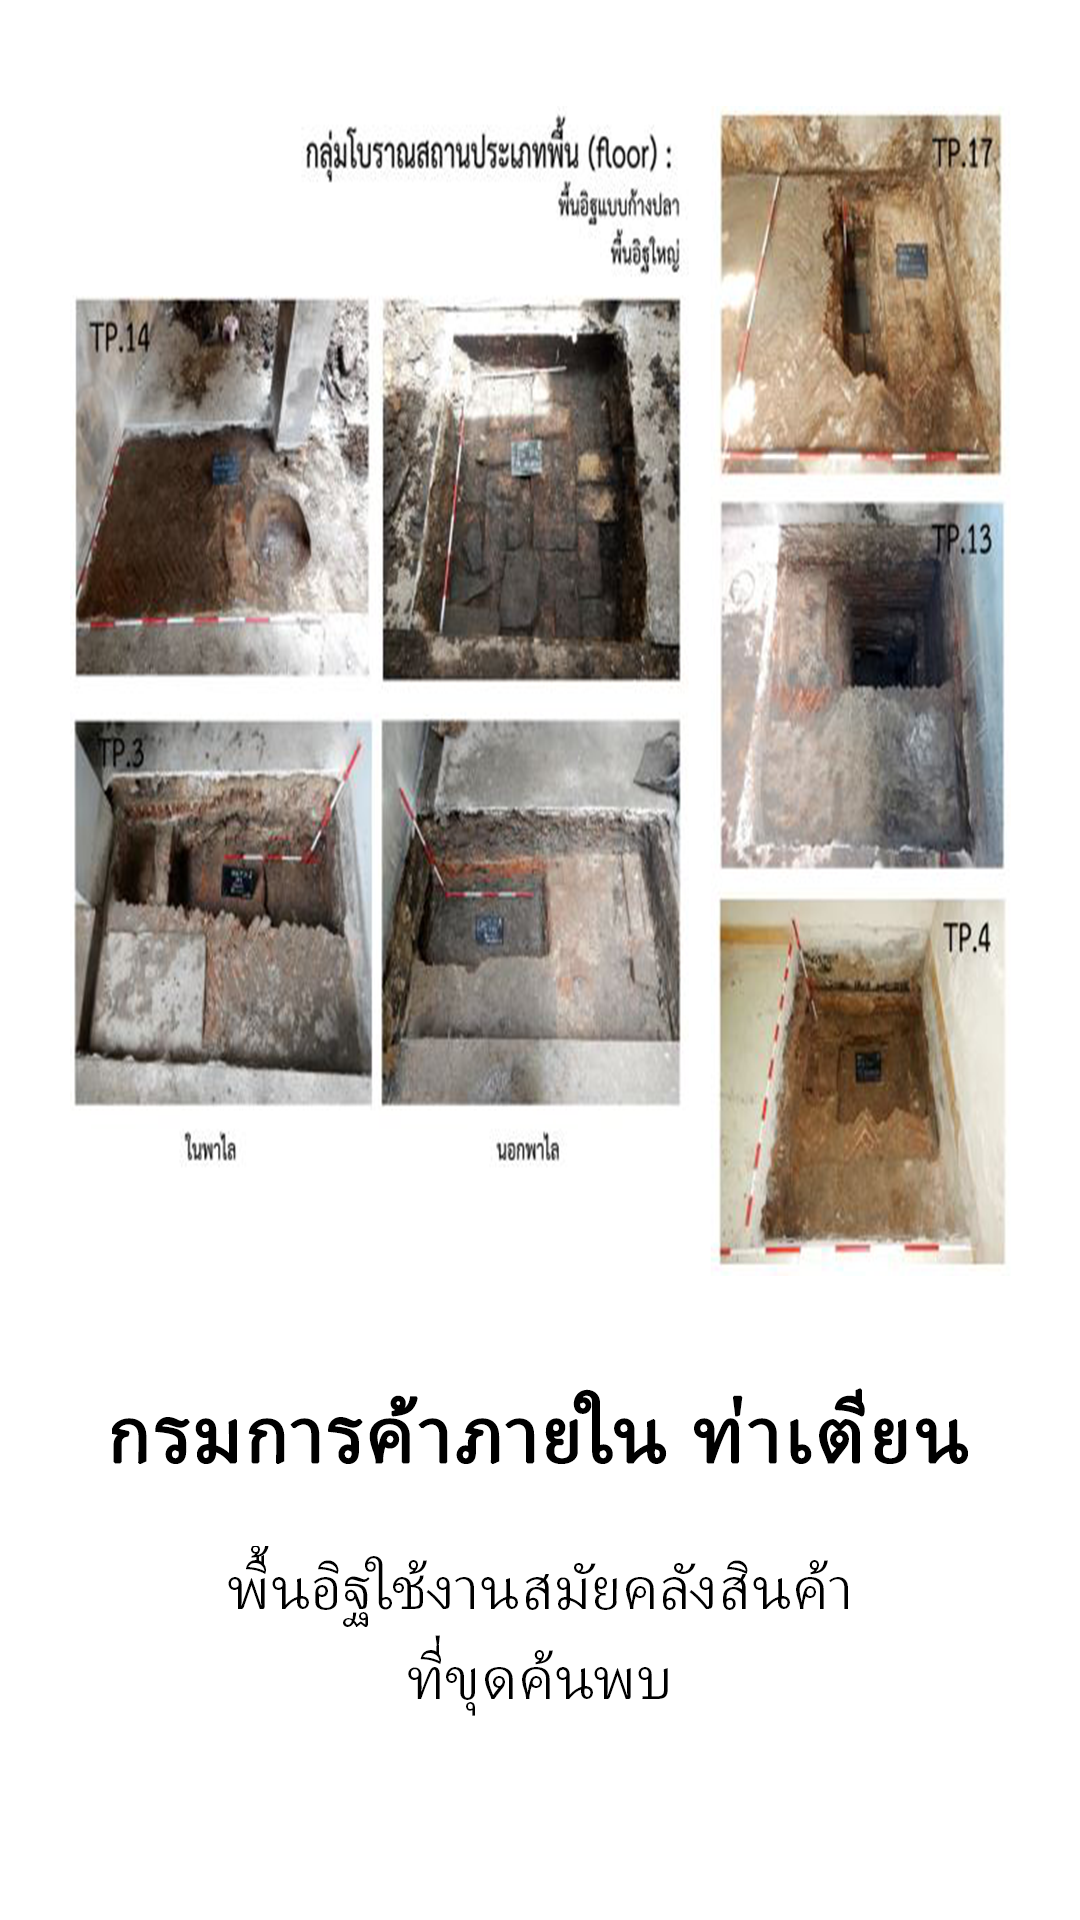 กลุ่มโบราณสถานประเภทพื้น (floor) :
พื้นอิฐแบบก้างปลา
พื้นอิฐใหญ่
TP.17
TP.14
TP.13
TP.3
TP.4
ในพาไล
นอกพาไล
กรมการค้าภายใน ท่าเตียน
พื้นอิฐใช้งานสมัยคลังสินค้า
ที่ขุดค้นพบ